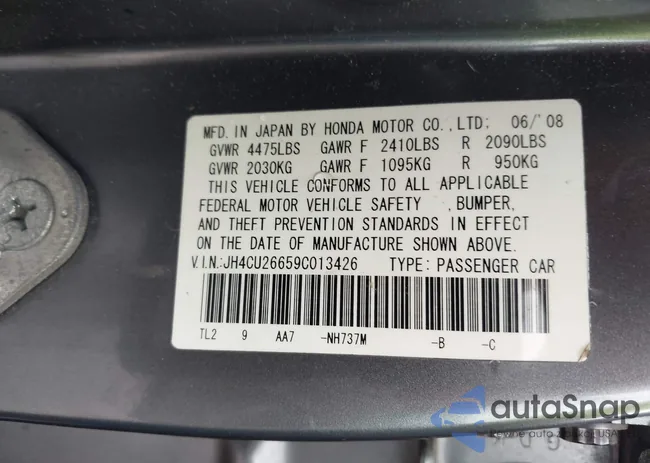 MFD. IN JAPAN BY HONDA MOTOR CO., LTD; 06/'08
GVWR 4475LBS GAWR F 2410LBS R 2090LBS
GVWR 2030KG GAWR F 1095KG R 950KG
THIS VEHICLE CONFORMS TO ALL APPLICABLE
FEDERAL MOTOR VEHICLE SAFETY , BUMPER,
AND THEFT PREVENTION STANDARDS IN EFFECT
ON THE DATE OF MANUFACTURE SHOWN ABOVE.
V.I.N.:JH4CU26659C013426 TYPE: PASSENGER CAR
TL2 9 AA7 -NH737M -B -C
autoSnap